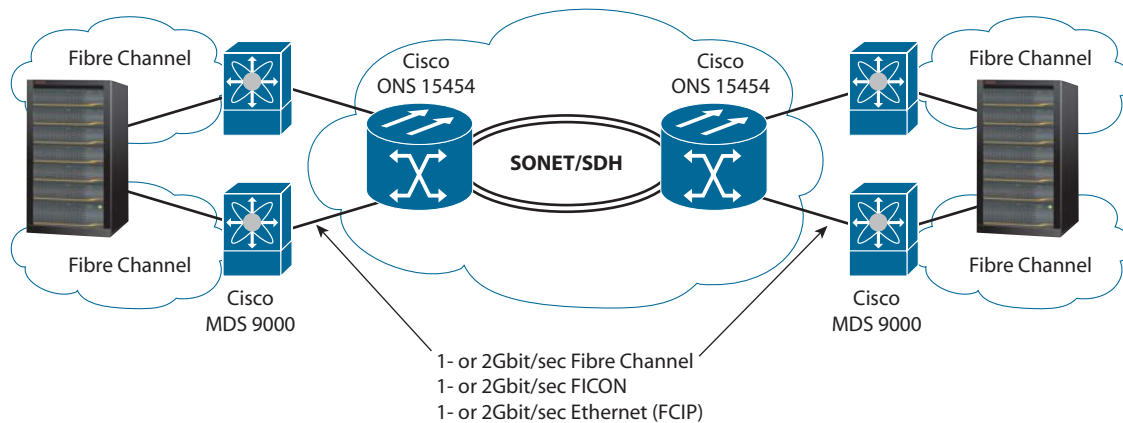 Fibre Channel
Cisco
ONS 15454
Cisco
ONS 15454
Fibre Channel
SONET/SDH
Fibre Channel
Fibre Channel
Cisco
MDS 9000
Cisco
MDS 9000
1- or 2Gbit/sec Fibre Channel
1- or 2Gbit/sec FICON
1- or 2Gbit/sec Ethernet (FCIP)